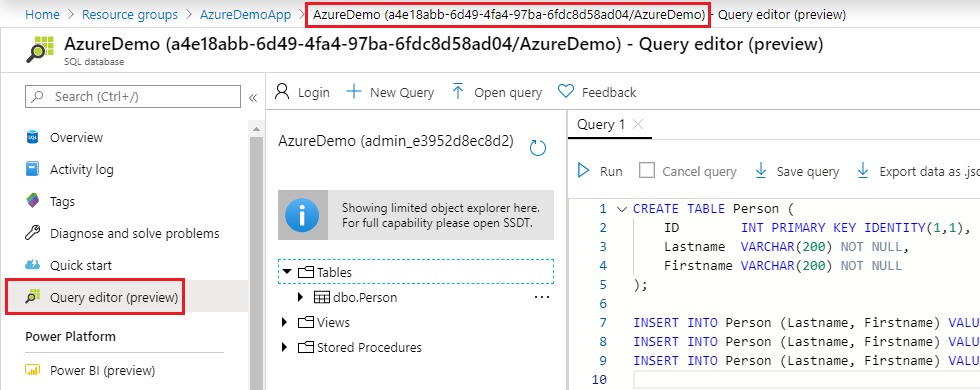 Home > Resource groups > AzureDemoApp > AzureDemo (a4e18abb-6d49-4fa4-97ba-6fdc8d58ad04/AzureDemo) - Query editor (preview)
AzureDemo (a4e18abb-6d49-4fa4-97ba-6fdc8d58ad04/AzureDemo) - Query editor (preview)
SQL database
Search (Ctrl+/)
«
SQL Overview
Activity log
Tags
Diagnose and solve problems
Quick start
Query editor (preview)
Power Platform
Power BI (preview)
Login + New Query Open query Feedback
AzureDemo (admin_e3952d8ec8d2)
Showing limited object explorer here.
For full capability please open SSDT.
Tables
dbo.Person ...
Views
Stored Procedures
Query 1
Run Cancel query Save query Export data as .jsc
1 CREATE TABLE Person (
2 ID INT PRIMARY KEY IDENTITY(1,1),
3 Lastname VARCHAR(200) NOT NULL,
4 Firstname VARCHAR(200) NOT NULL
5 );
6
7 INSERT INTO Person (Lastname, Firstname) VALU
8 INSERT INTO Person (Lastname, Firstname) VALU
9 INSERT INTO Person (Lastname, Firstname) VALU
10